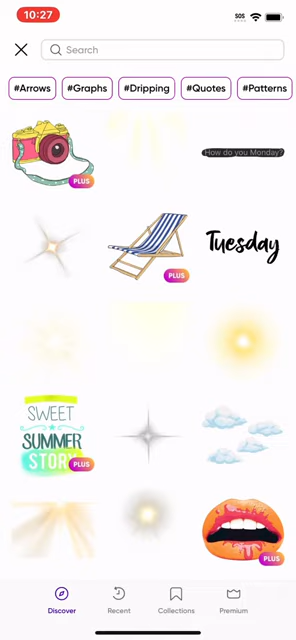 10:27
SOS
Search
#Arrows
#Graphs
#Dripping
#Quotes
#Patterns
PLUS
How do you Monday?
PLUS
Tuesday
SWEET
SUMMER
STORY
PLUS
PLUS
Discover
Recent
Collections
Premium